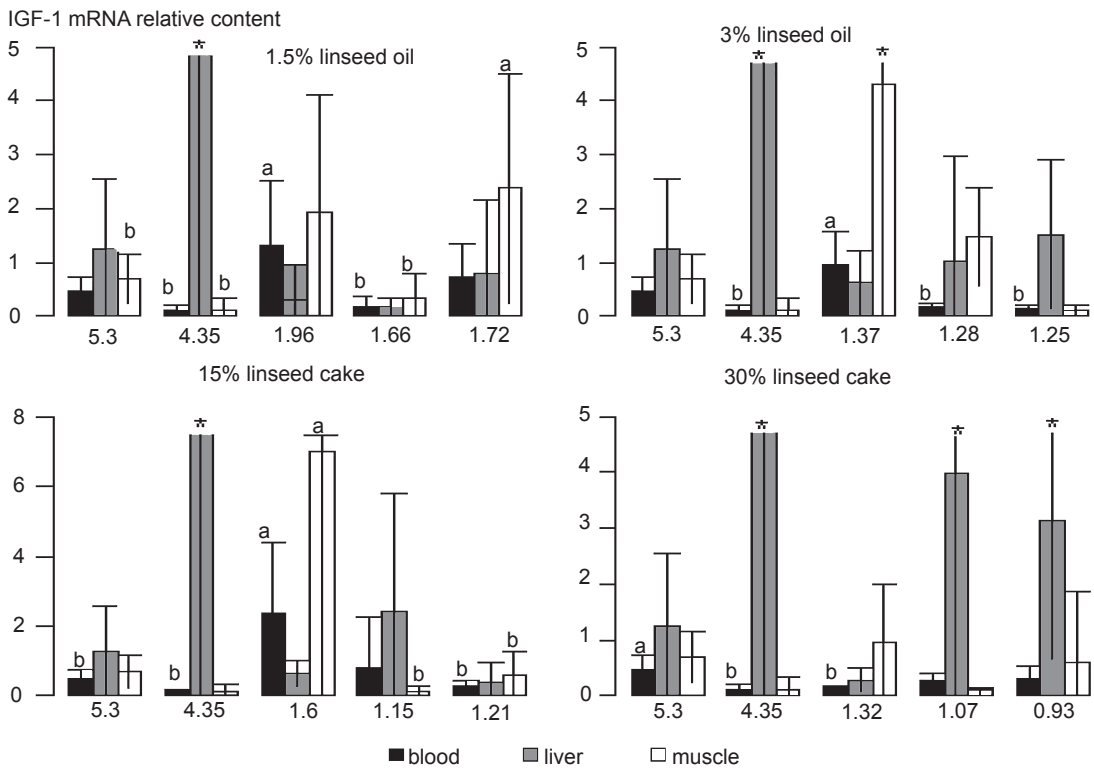 IGF-1 mRNA relative content
1.5% linseed oil
5
4
3
2
1
0
b
b
*
b
a
b
b
a
5.3 4.35 1.96 1.66 1.72
3% linseed oil
5
4
3
2
1
0
b
*
a
*
b
b
5.3 4.35 1.37 1.28 1.25
15% linseed cake
8
6
4
2
0
b
b
*
a
a
b
b
b
5.3 4.35 1.6 1.15 1.21
30% linseed cake
5
4
3
2
1
0
a
b
*
b
*
*
5.3 4.35 1.32 1.07 0.93
blood liver muscle